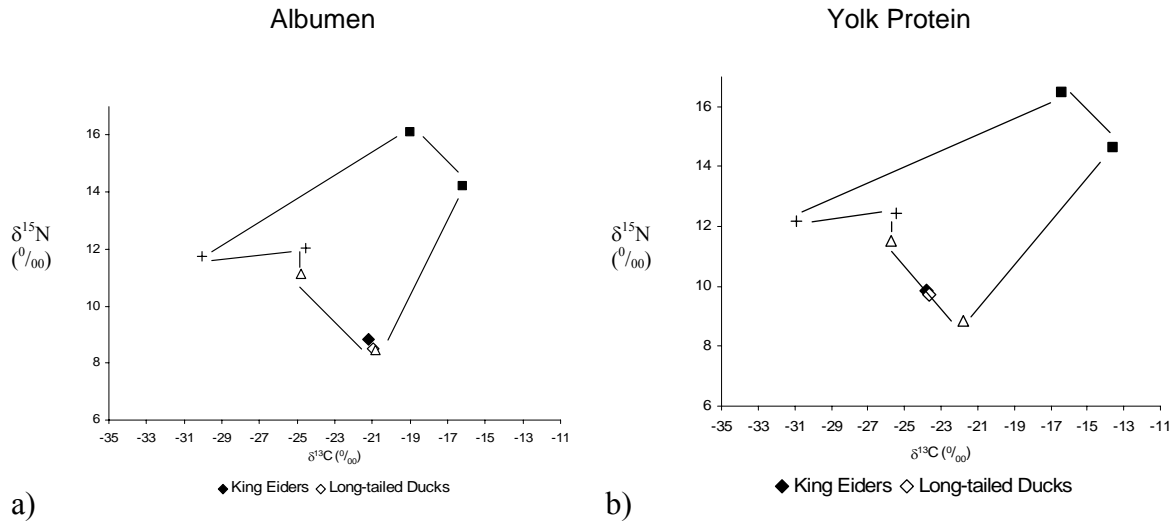 Albumen
16
14
12
10
8
6
δ¹⁵N
(⁰/₀₀)
-35 -33 -31 -29 -27 -25 -23 -21 -19 -17 -15 -13 -11
δ¹³C (⁰/₀₀)
◆ King Eiders ◇ Long-tailed Ducks
a)
Yolk Protein
16
14
12
10
8
6
δ¹⁵N
(⁰/₀₀)
-35 -33 -31 -29 -27 -25 -23 -21 -19 -17 -15 -13 -11
δ¹³C (⁰/₀₀)
◆ King Eiders ◇ Long-tailed Ducks
b)